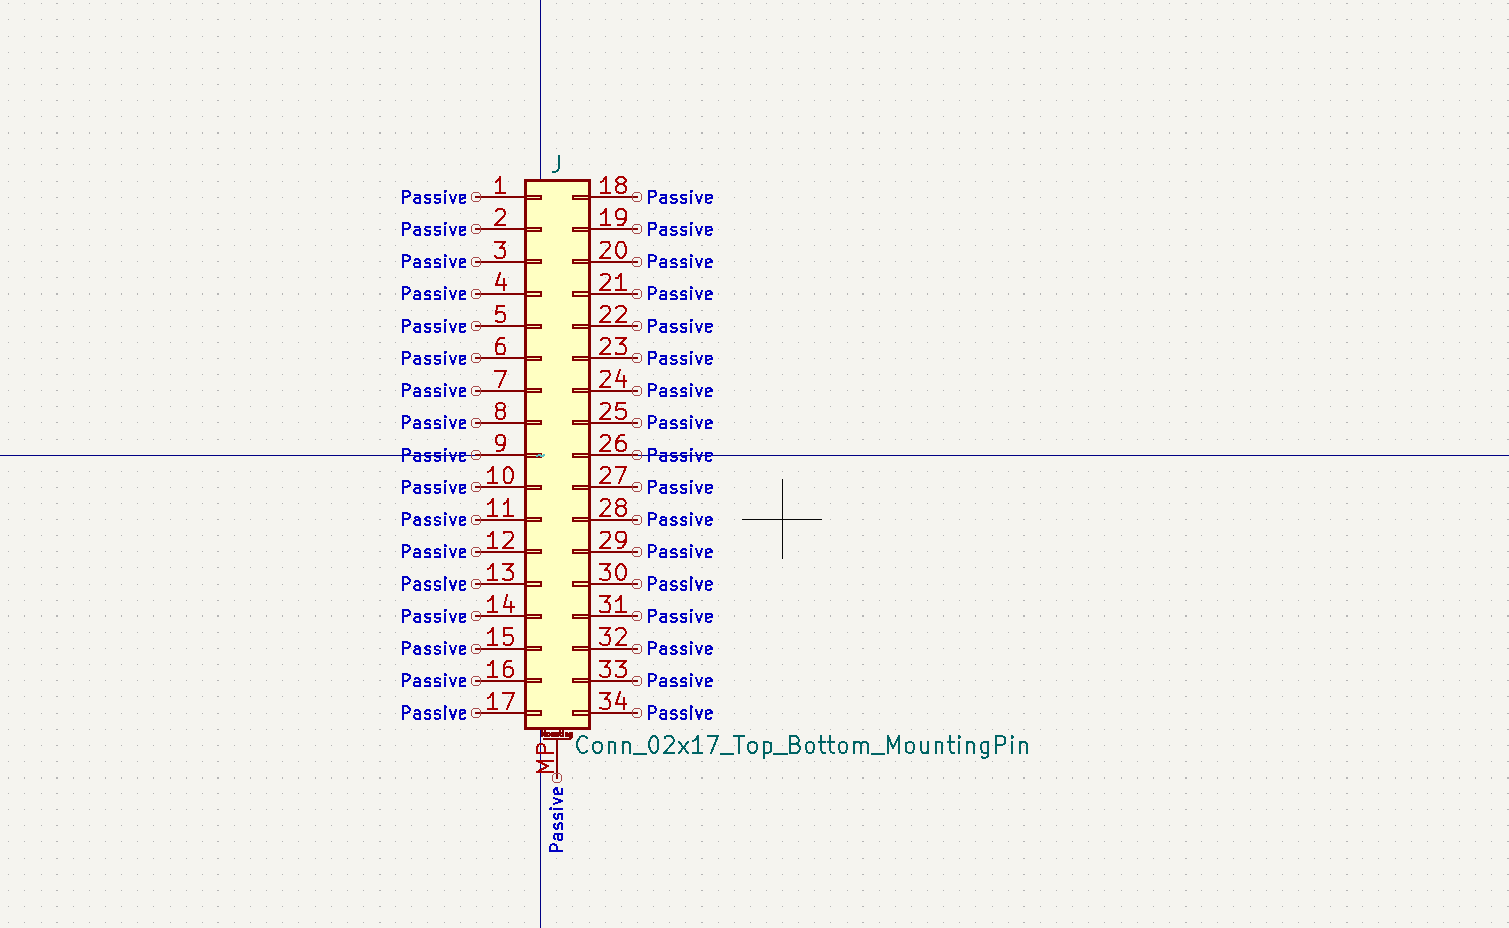 J
Passive 1 18 Passive
Passive 2 19 Passive
Passive 3 20 Passive
Passive 4 21 Passive
Passive 5 22 Passive
Passive 6 23 Passive
Passive 7 24 Passive
Passive 8 25 Passive
Passive 9 26 Passive
Passive 10 27 Passive
Passive 11 28 Passive
Passive 12 29 Passive
Passive 13 30 Passive
Passive 14 31 Passive
Passive 15 32 Passive
Passive 16 33 Passive
Passive 17 34 Passive
Mounting
Conn_02x17_Top_Bottom_MountingPin
MP
Passive